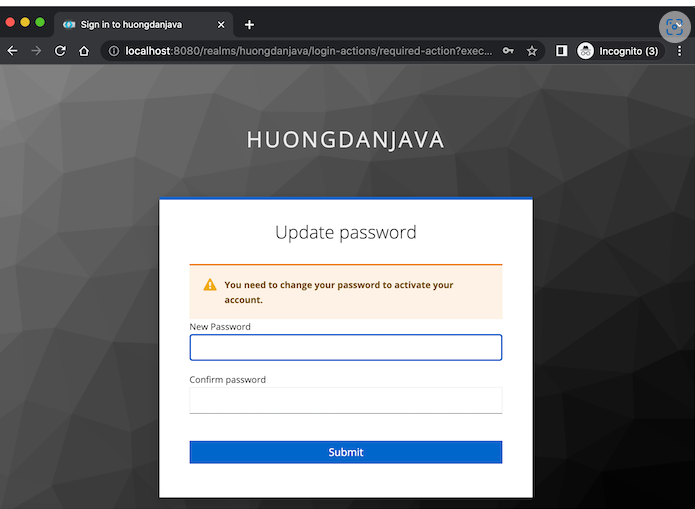 Sign in to huongdanjava
localhost:8080/realms/huongdanjava/login-actions/required-action?exec...
Incognito (3)
HUONGDANJAVA
Update password
You need to change your password to activate your
account.
New Password
Confirm password
Submit